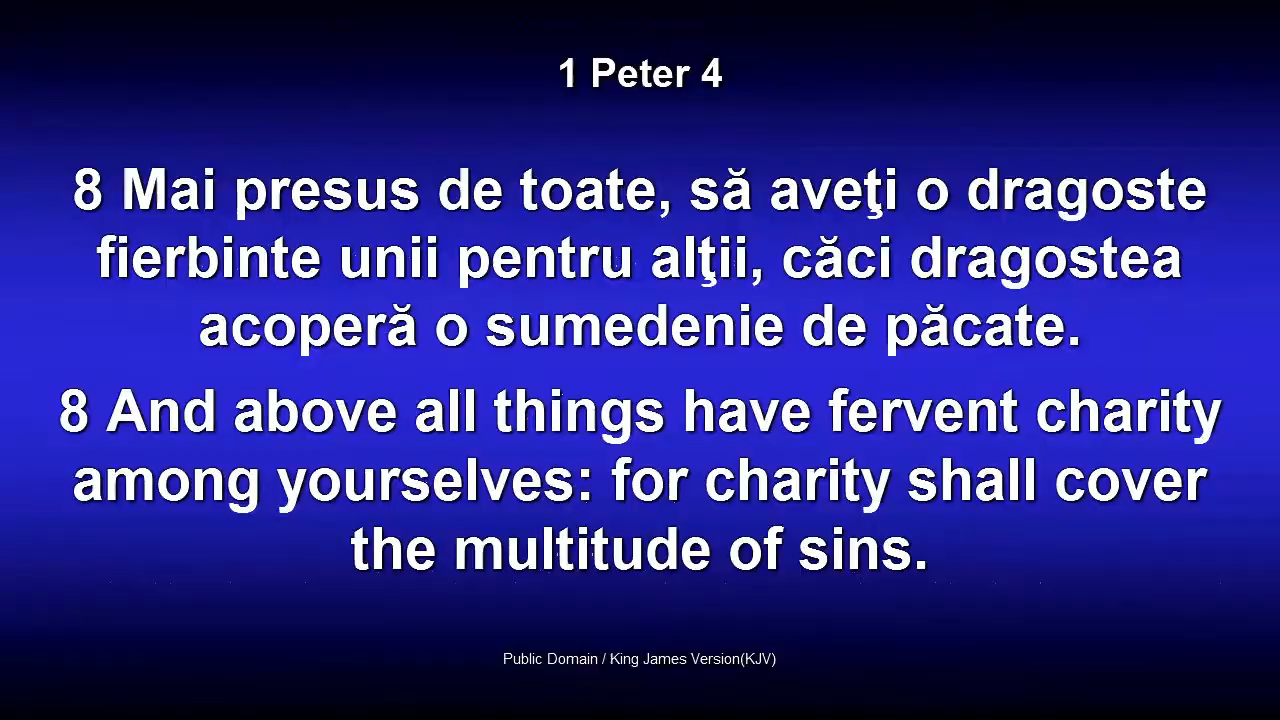 1 Peter 4
8 Mai presus de toate, să aveţi o dragoste
fierbinte unii pentru alţii, căci dragostea
acoperă o sumedenie de păcate.
8 And above all things have fervent charity
among yourselves: for charity shall cover
the multitude of sins.
Public Domain / King James Version(KJV)